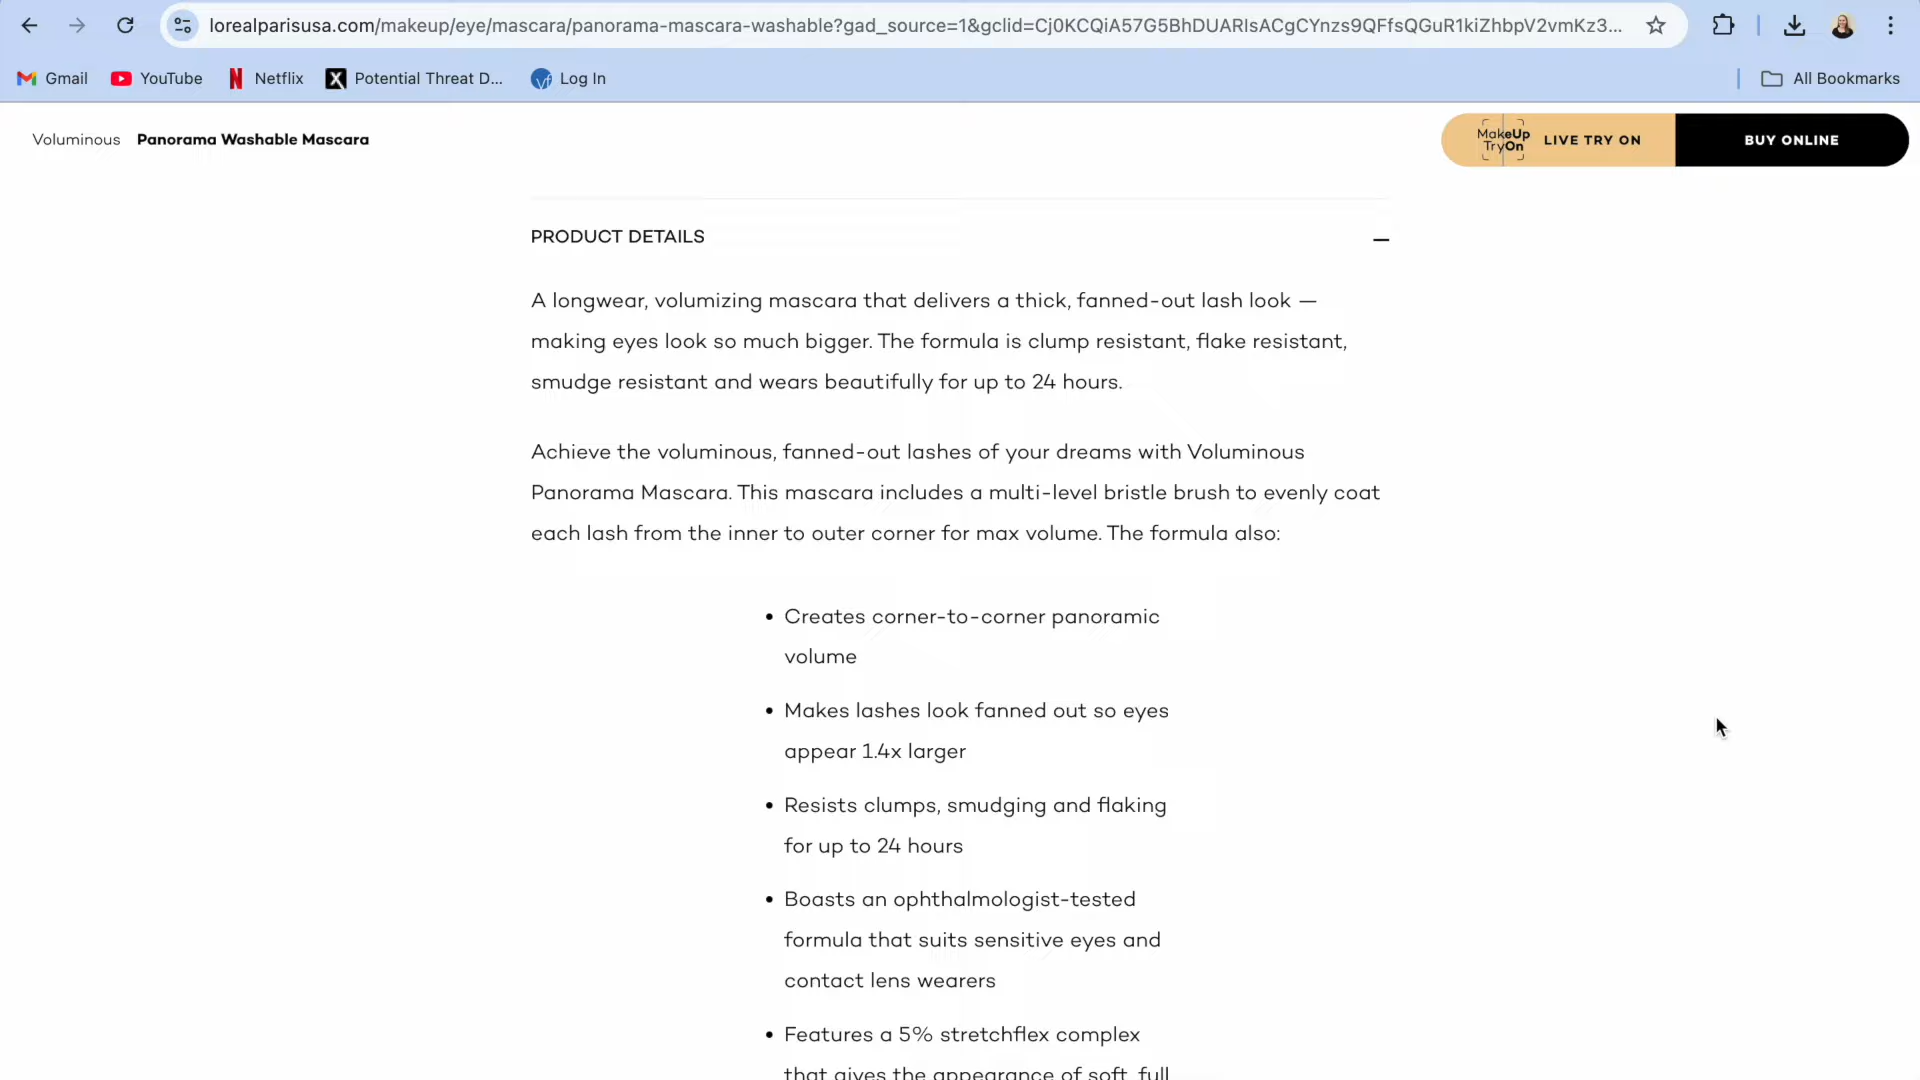 lorealparisusa.com/makeup/eye/mascara/panorama-mascara-washable?gad_source=1&gclid=Cj0KCQiA57G5BhDUARIsACgCYnzs9QFfsQGuR1kiZhbpV2vmKz3...
Gmail YouTube Netflix Potential Threat D... Log In All Bookmarks
Voluminous Panorama Washable Mascara MakeUp TryOn LIVE TRY ON BUY ONLINE
PRODUCT DETAILS
A longwear, volumizing mascara that delivers a thick, fanned-out lash look —
making eyes look so much bigger. The formula is clump resistant, flake resistant,
smudge resistant and wears beautifully for up to 24 hours.
Achieve the voluminous, fanned-out lashes of your dreams with Voluminous
Panorama Mascara. This mascara includes a multi-level bristle brush to evenly coat
each lash from the inner to outer corner for max volume. The formula also:
• Creates corner-to-corner panoramic
volume
• Makes lashes look fanned out so eyes
appear 1.4x larger
• Resists clumps, smudging and flaking
for up to 24 hours
• Boasts an ophthalmologist-tested
formula that suits sensitive eyes and
contact lens wearers
• Features a 5% stretchflex complex
that gives the appearance of soft, full